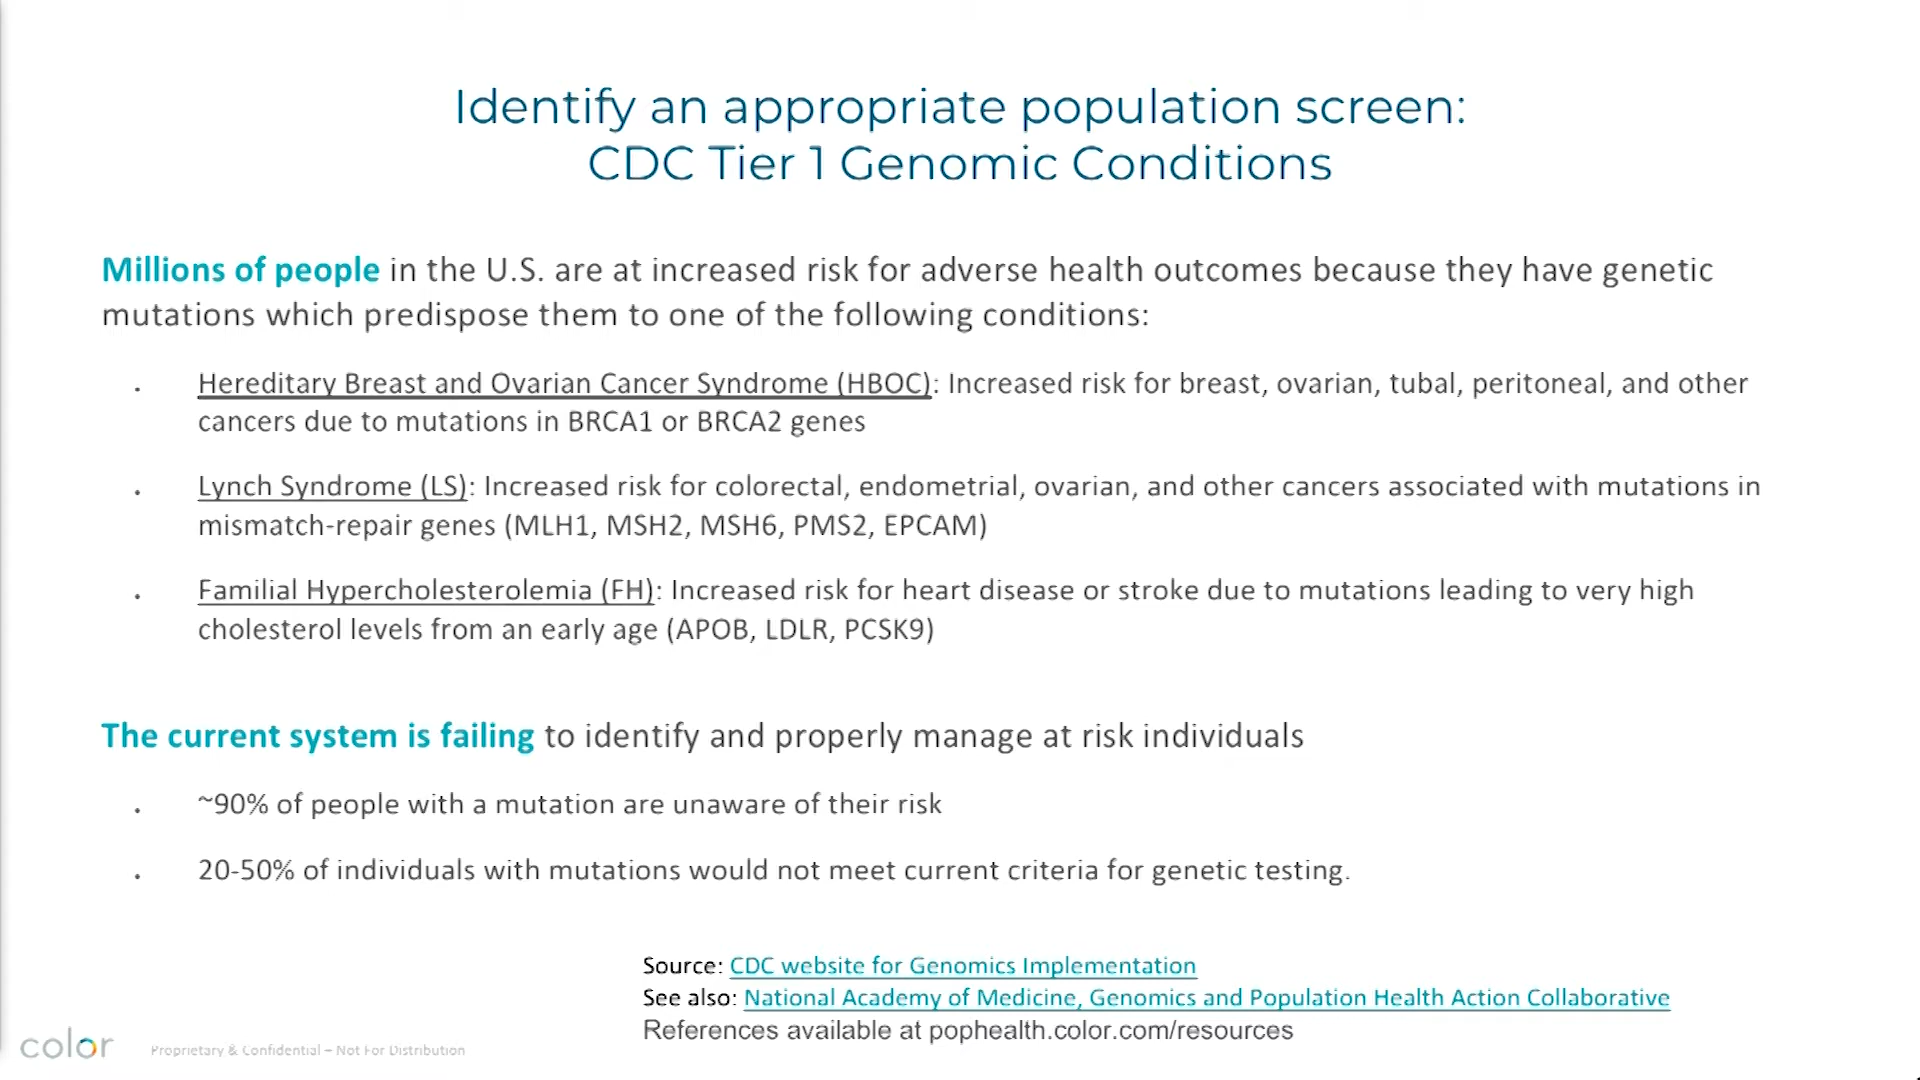 Identify an appropriate population screen:
CDC Tier 1 Genomic Conditions
Millions of people in the U.S. are at increased risk for adverse health outcomes because they have genetic
mutations which predispose them to one of the following conditions:
• Hereditary Breast and Ovarian Cancer Syndrome (HBOC): Increased risk for breast, ovarian, tubal, peritoneal, and other
cancers due to mutations in BRCA1 or BRCA2 genes
• Lynch Syndrome (LS): Increased risk for colorectal, endometrial, ovarian, and other cancers associated with mutations in
mismatch-repair genes (MLH1, MSH2, MSH6, PMS2, EPCAM)
• Familial Hypercholesterolemia (FH): Increased risk for heart disease or stroke due to mutations leading to very high
cholesterol levels from an early age (APOB, LDLR, PCSK9)
The current system is failing to identify and properly manage at risk individuals
• ~90% of people with a mutation are unaware of their risk
• 20-50% of individuals with mutations would not meet current criteria for genetic testing.
Source: CDC website for Genomics Implementation
See also: National Academy of Medicine, Genomics and Population Health Action Collaborative
References available at pophealth.color.com/resources
color
Proprietary & Confidential – Not For Distribution